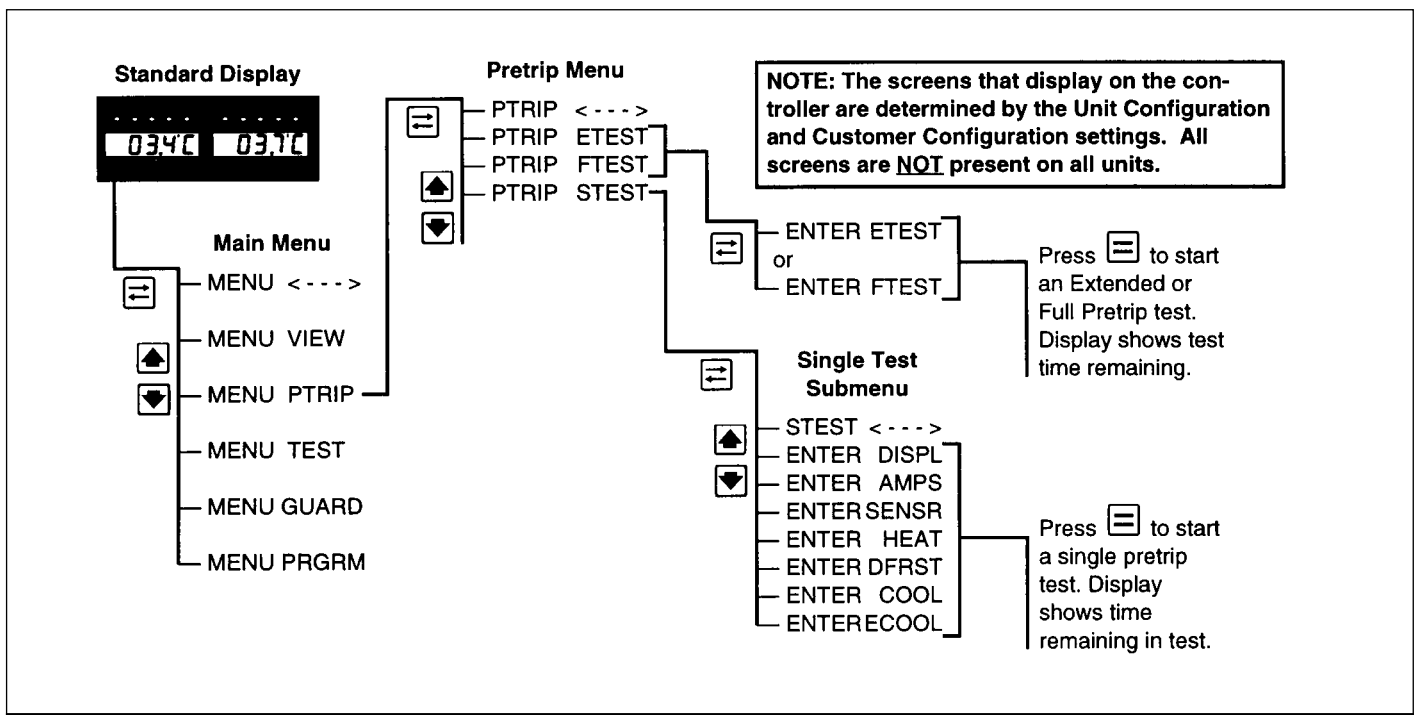 Standard Display
03.4°C 03.7°C
Main Menu
MENU <--->
MENU VIEW
MENU PTRIP
MENU TEST
MENU GUARD
MENU PRGRM
Pretrip Menu
PTRIP <--->
PTRIP ETEST
PTRIP FTEST
PTRIP STEST
NOTE: The screens that display on the con-
troller are determined by the Unit Configuration
and Customer Configuration settings. All
screens are NOT present on all units.
ENTER ETEST
or
ENTER FTEST
Press = to start
an Extended or
Full Pretrip test.
Display shows test
time remaining.
Single Test
Submenu
STEST <--->
ENTER DISPL
ENTER AMPS
ENTER SENSR
ENTER HEAT
ENTER DFRST
ENTER COOL
ENTER ECOOL
Press = to start
a single pretrip
test. Display
shows time
remaining in test.